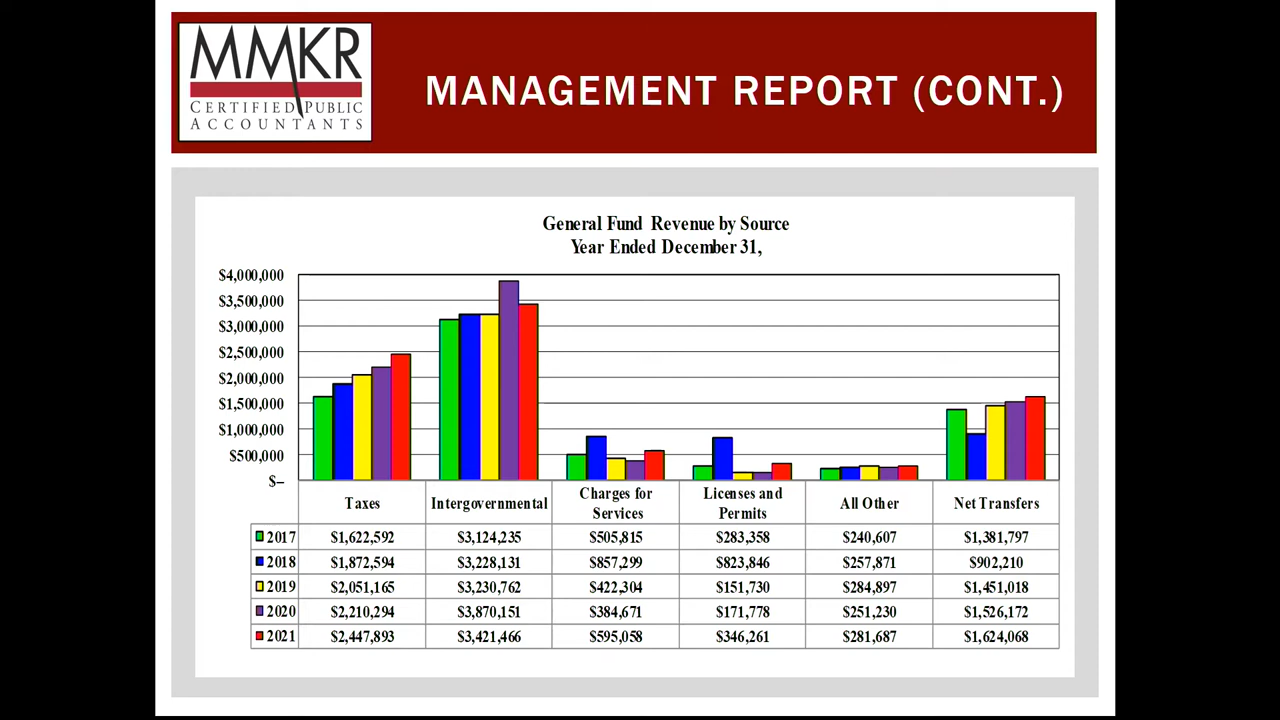 MMKR
CERTIFIED PUBLIC
ACCOUNTANTS
MANAGEMENT REPORT (CONT.)
General Fund Revenue by Source
Year Ended December 31,
$4,000,000
$3,500,000
$3,000,000
$2,500,000
$2,000,000
$1,500,000
$1,000,000
$500,000
$–
Taxes Intergovernmental Charges for Services Licenses and Permits All Other Net Transfers
2017 $1,622,592 $3,124,235 $505,815 $283,358 $240,607 $1,381,797
2018 $1,872,594 $3,228,131 $857,299 $823,846 $257,871 $902,210
2019 $2,051,165 $3,230,762 $422,304 $151,730 $284,897 $1,451,018
2020 $2,210,294 $3,870,151 $384,671 $171,778 $251,230 $1,526,172
2021 $2,447,893 $3,421,466 $595,058 $346,261 $281,687 $1,624,068